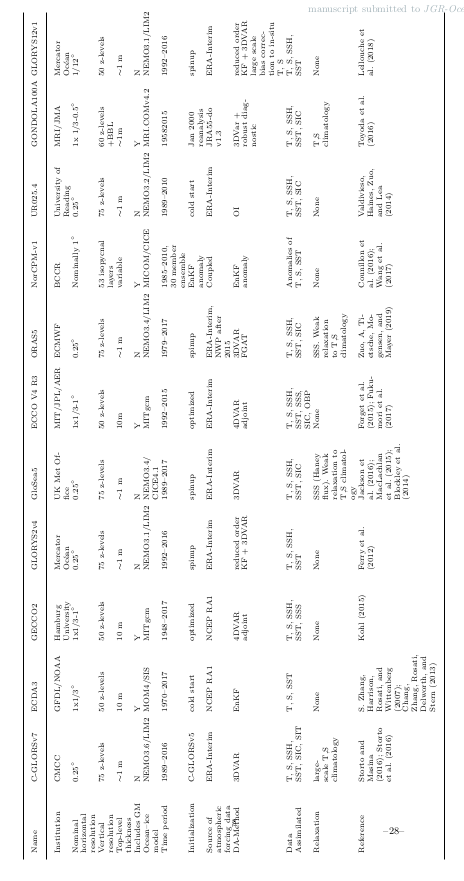 manuscript submitted to JGR-Oce
Name C-GLORSv7 ECDA3 GECCO2 GLORYS2v4 GloSea5 ECCO V4 R3 ORAS5 NorCPM-v1 UR025.4 GONDOLA100A GLORYS12v1
Institution CMCC GFDL/NOAA Hamburg Mercator UK Met Of- MIT/JPL/AER ECMWF BCCR University of MRI/JMA Mercator
University Ocean fice Reading Ocean
Nominal 0.25° 1x1/3° 1x1/3-1° 0.25° 0.25° 1x1/3-1° 0.25° Nominally 1° 0.25° 1x 1/3-0.5° 1/12°
horizontal
resolution
Vertical 75 z-levels 50 z-levels 50 z-levels 75 z-levels 75 z-levels 50 z-levels 75 z-levels 53 isopycnal 75 z-levels 60 z-levels 50 z-levels
resolution layers +BBL
Top-level ~1 m 10 m 10 m ~1 m ~1 m 10m ~1 m variable ~1 m ~1m ~1 m
thickness
Includes GM N Y Y N N Y N Y N Y N
Ocean-ice NEMO3.6/LIM2 MOM4/SIS MITgcm NEMO3.1/LIM2 NEMO3.4/ MITgcm NEMO3.4/LIM2 MICOM/CICE NEMO3.2/LIM2 MRI.COMv4.2 NEMO3.1/LIM2
model CICE4.1
Time period 1989–2016 1970–2017 1948–2017 1992–2016 1989–2017 1992–2015 1979–2017 1985–2010, 1989–2010 19582015 1992–2016
30 member
ensemble
Initialization C-GLORSv5 cold start optimized spinup spinup optimized spinup EnKF cold start Jan 2000 spinup
anomaly reanalysis
Source of ERA-Interim NCEP RA1 NCEP RA1 ERA-Interim ERA-Interim ERA-Interim ERA-Interim, Coupled ERA-Interim JRA55-do ERA-Interim
atmospheric NWP after v1.3
forcing data 2015
DA-Method 3DVAR EnKF 4DVAR reduced order 3DVAR 4DVAR 3DVAR EnKF OI 3DVar + reduced order
adjoint KF + 3DVAR adjoint FGAT anomaly robust diag- KF + 3DVAR
nostic large scale
bias correc-
tion to in-situ
T, S
Data T, S, SSH, T, S, SST T, S, SSH, T, S, SSH, T, S, SSH, T, S, SSH, T, S, SSH, Anomalies of T, S, SSH, T, S, SSH, T, S, SSH,
Assimilated SST, SIC, SIT SST, SSS SST SST, SIC SST, SSS, SST, SIC T, S, SST SST, SIC SST, SIC SST
SIC, OBP
Relaxation large- None None None SSS (Haney None SSS. Weak None None T,S None
scale T,S flux). Weak relaxation climatology
climatology relaxation to to T,S
T,S climatol- climatology
ogy
Reference Storto and S. Zhang, Kohl (2015) Ferry et al. Jackson et Forget et al. Zuo, A, Ti- Counillon et Valdivieso, Toyoda et al. Lellouche et
Masina Harrison, (2012) al. (2016); (2015); Fuku- etsche, Mo- al. (2016); Haines, Zuo, (2016) al. (2018)
(2016); Storto Rosati, and MacLachlan mori et al. gensen, and Wang et al. and Lea
et al. (2016) Wittenberg et al. (2015); (2017) Mayer (2019) (2017) (2014)
(2007); Blockley et al.
Chang, (2014)
Zhang, Rosati,
Delworth, and
Stern (2013)
–28–